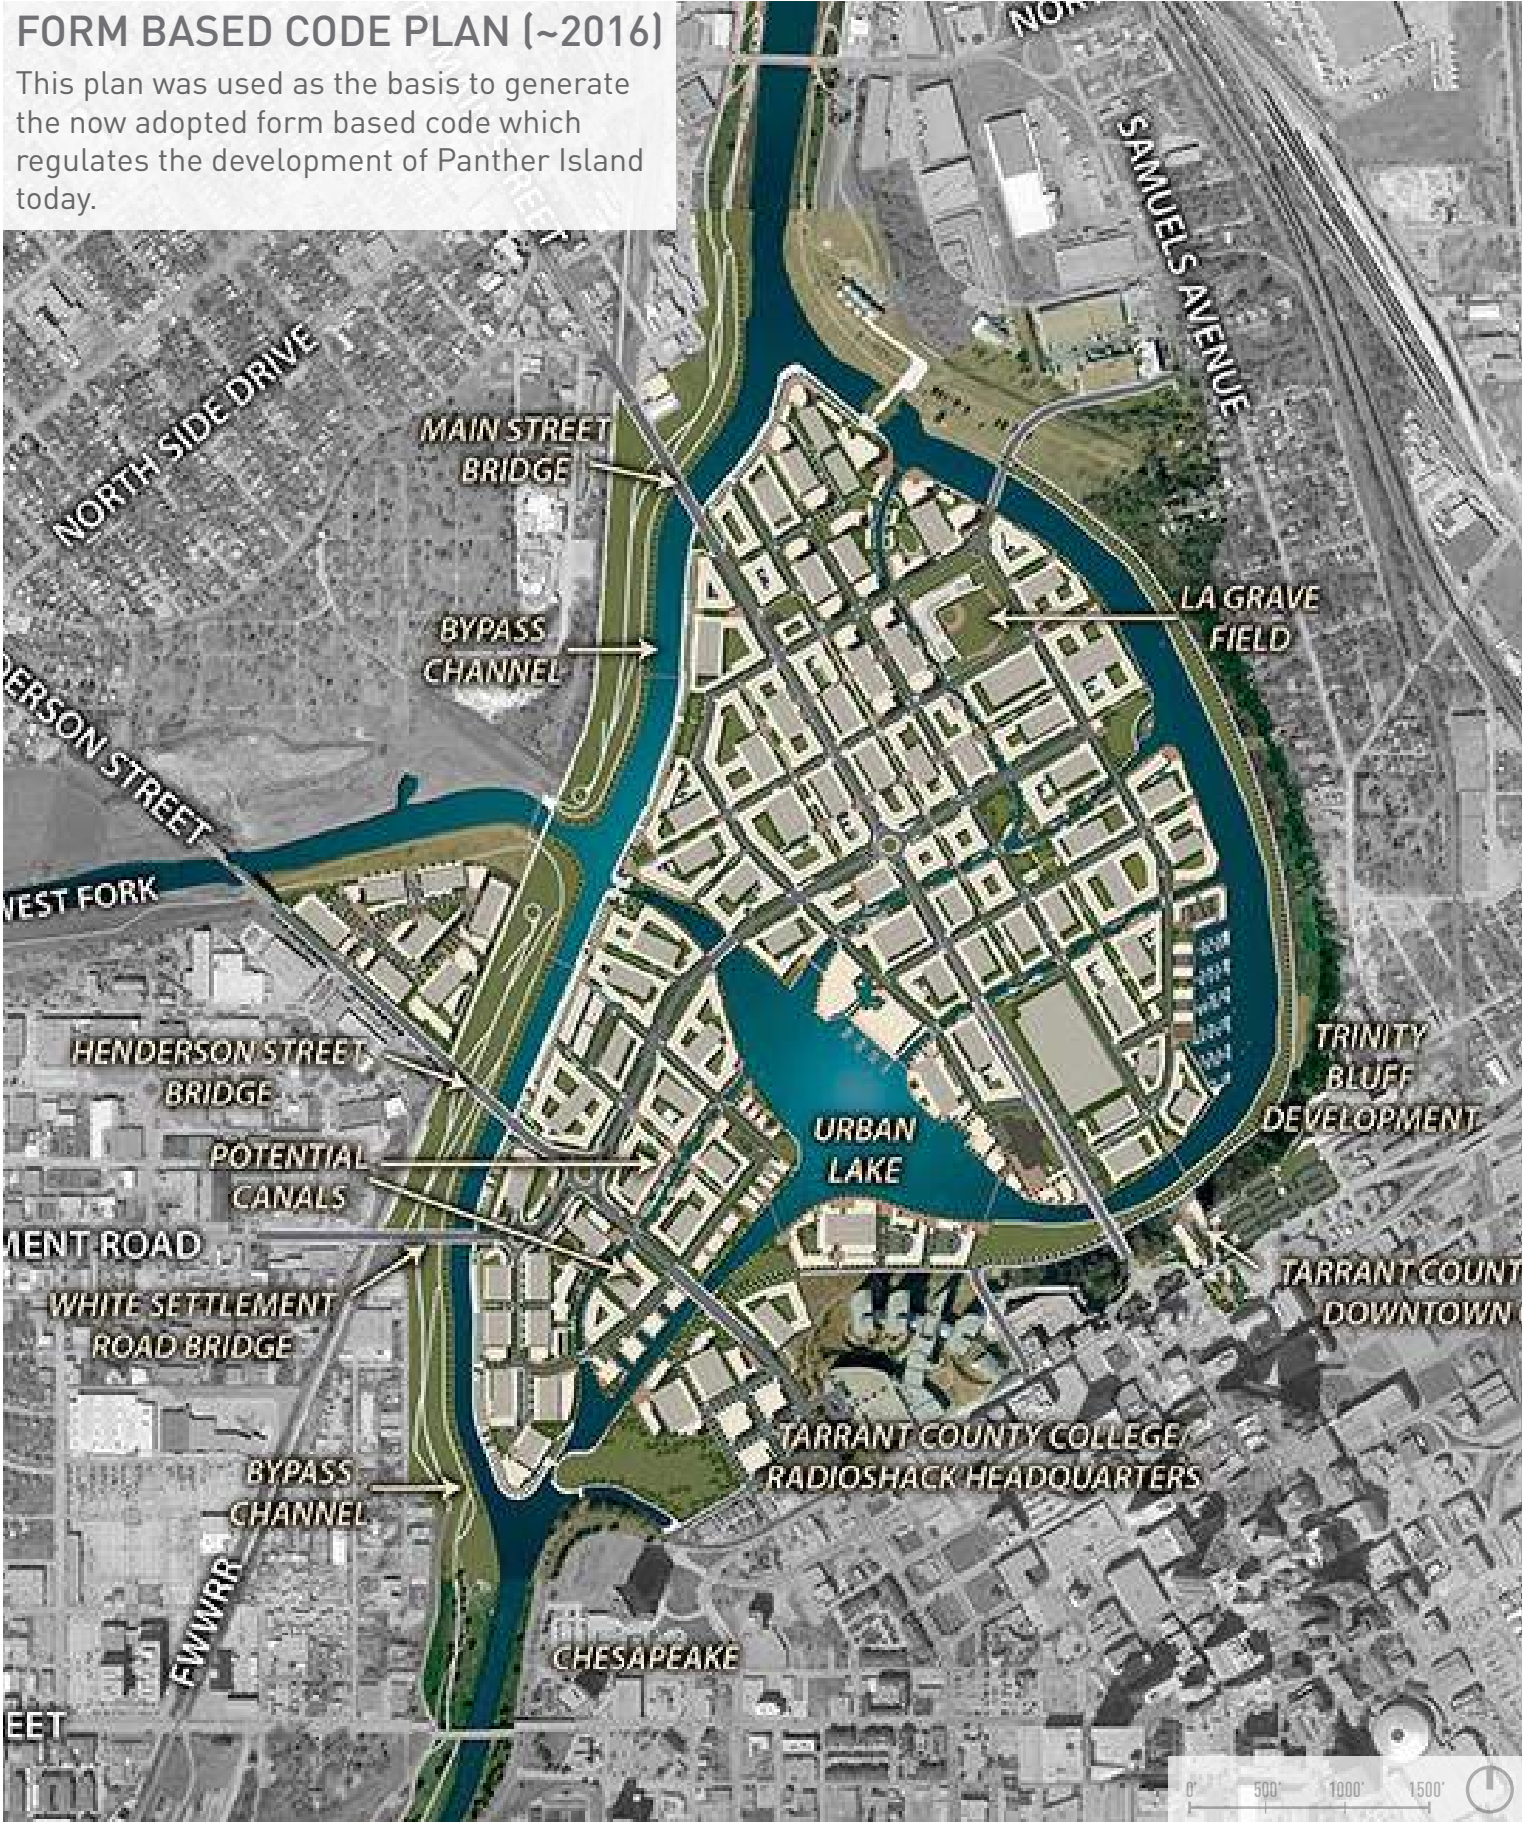 FORM BASED CODE PLAN (~2016)
This plan was used as the basis to generate
the now adopted form based code which
regulates the development of Panther Island
today.
NOR
SAMUELS AVENUE
NORTH SIDE DRIVE
MAIN STREET
BRIDGE
LA GRAVE
FIELD
BYPASS
CHANNEL
DERSON STREET
WEST FORK
HENDERSON STREET
BRIDGE
TRINITY
BLUFF
DEVELOPMENT
URBAN
LAKE
POTENTIAL
CANALS
MENT ROAD
WHITE SETTLEMENT
ROAD BRIDGE
TARRANT COUNT
DOWNTOWN
TARRANT COUNTY COLLEGE/
RADIOSHACK HEADQUARTERS
BYPASS
CHANNEL
FWWRR
CHESAPEAKE
EET
0' 500' 1000' 1500'